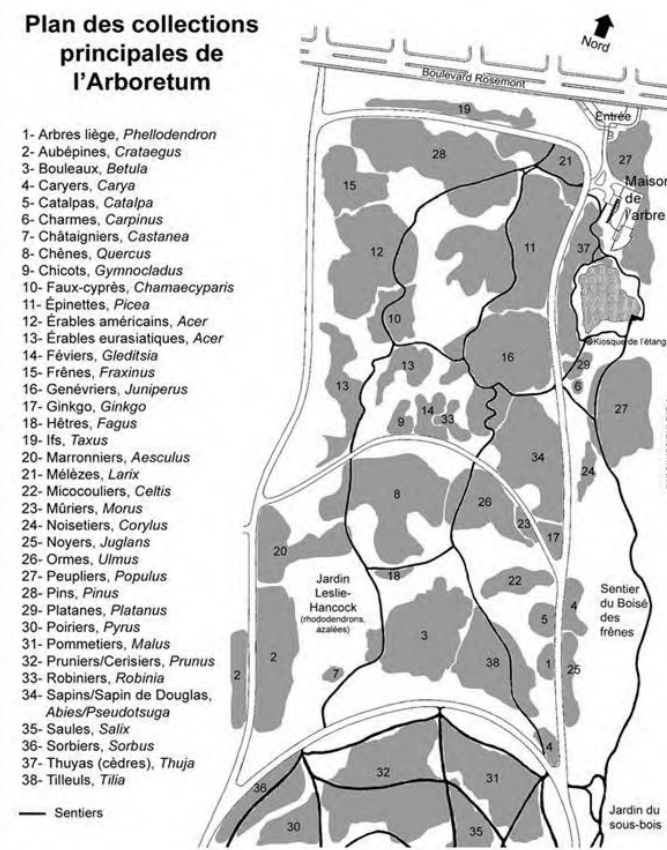 Plan des collections
principales de
l'Arboretum
1- Arbres liège, Phellodendron
2- Aubépines, Crataegus
3- Bouleaux, Betula
4- Caryers, Carya
5- Catalpas, Catalpa
6- Charmes, Carpinus
7- Châtaigniers, Castanea
8- Chênes, Quercus
9- Chicots, Gymnocladus
10- Faux-cyprès, Chamaecyparis
11- Épinettes, Picea
12- Érables américains, Acer
13- Érables eurasiatiques, Acer
14- Féviers, Gleditsia
15- Frênes, Fraxinus
16- Genévriers, Juniperus
17- Ginkgo, Ginkgo
18- Hêtres, Fagus
19- Ifs, Taxus
20- Marronniers, Aesculus
21- Mélèzes, Larix
22- Micocouliers, Celtis
23- Mûriers, Morus
24- Noisetiers, Corylus
25- Noyers, Juglans
26- Ormes, Ulmus
27- Peupliers, Populus
28- Pins, Pinus
29- Platanes, Platanus
30- Poiriers, Pyrus
31- Pommetiers, Malus
32- Pruniers/Cerisiers, Prunus
33- Robiniers, Robinia
34- Sapins/Sapin de Douglas,
Abies/Pseudotsuga
35- Saules, Salix
36- Sorbiers, Sorbus
37- Thuyas (cèdres), Thuja
38- Tilleuls, Tilia
Sentiers
Nord
Boulevard Rosemont
19
Entrée
28
21
27
15
Maison
de
l'arbre
12
11
37
10
Kiosque de l'étang
13
16
29
6
13
27
14
9
33
34
24
8
26
23
17
20
18
22
Jardin
Leslie-
Hancock
(rhododendrons,
azalées)
Sentier
du Boisé
des
frênes
4
5
3
2
2
38
1
25
7
4
32
31
36
30
35
Jardin du
sous-bois